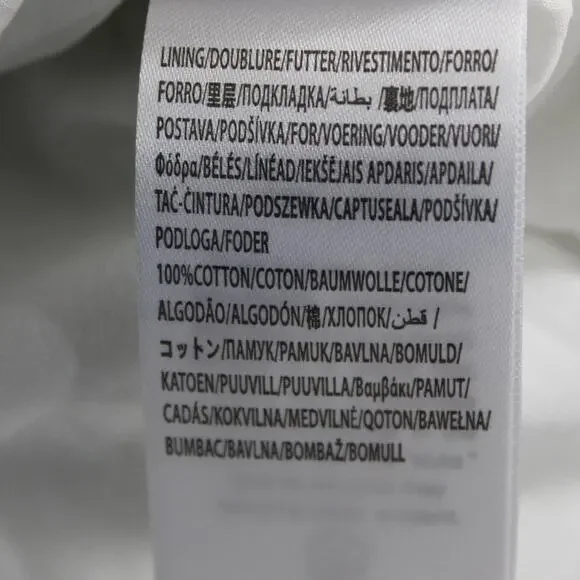 LINING/DOUBLURE/FUTTER/RIVESTIMENTO/FORRO/
FORRO/里层/ПОДКЛАДКА/بطانة /裏地/ПОДПЛАТА/
POSTAVA/PODŠÍVKA/FOR/VOERING/VOODER/VUORI/
Φόδρα/BÉLÉS/LÍNÉAD/IEKŠĒJAIS APDARIS/APDAILA/
TAĊ-ĊINTURA/PODSZEWKA/CAPTUSEALA/PODŠÍVKA/
PODLOGA/FODER
100%COTTON/COTON/BAUMWOLLE/COTONE/
ALGODÃO/ALGODÓN/棉/ХЛОПОК/قطن /
コットン/ПАМУК/PAMUK/BAVLNA/BOMULD/
KATOEN/PUUVILL/PUUVILLA/Βαμβάκι/PAMUT/
CADÁS/KOKVILNA/MEDVILNĖ/QOTON/BAWEŁNA/
BUMBAC/BAVLNA/BOMBAŽ/BOMULL